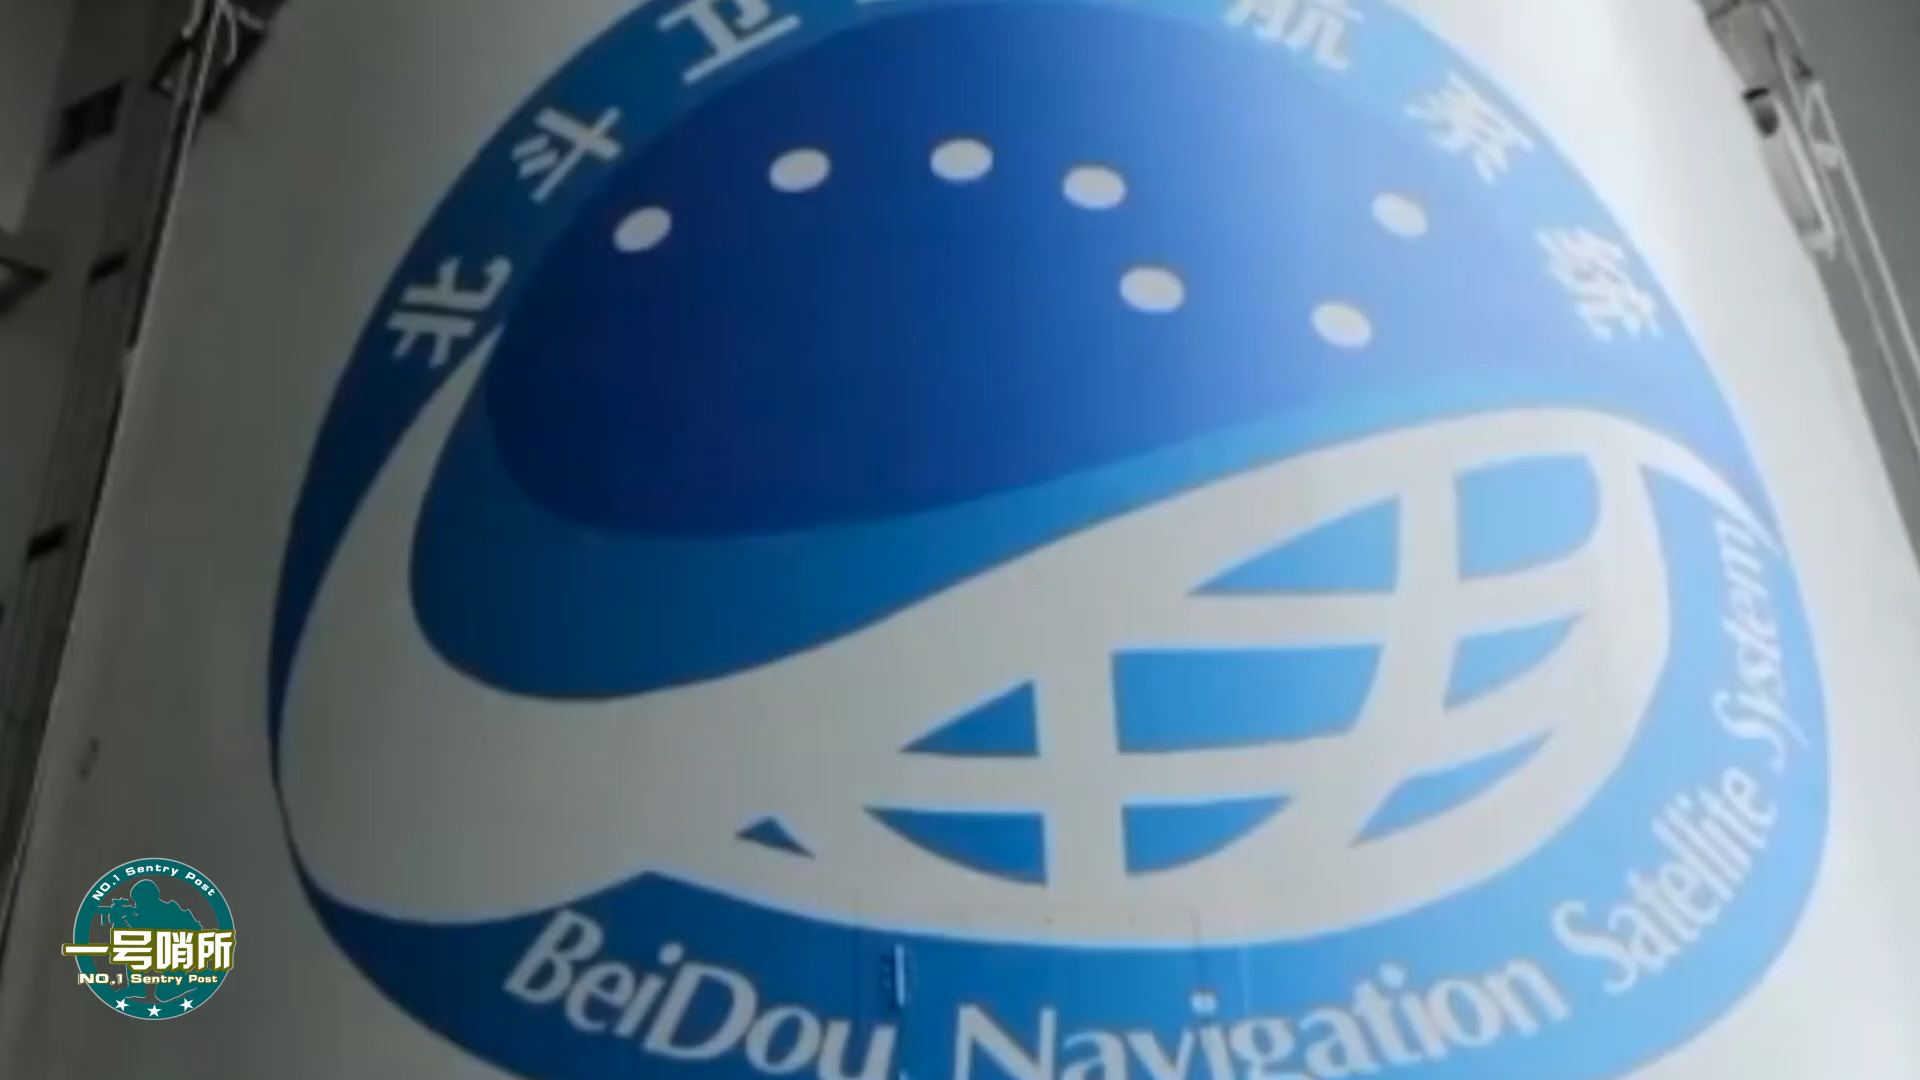 北斗卫
航系统
BeiDou Navigation Satellite System
NO.1 Sentry Post
一号哨所
NO.1 Sentry Post